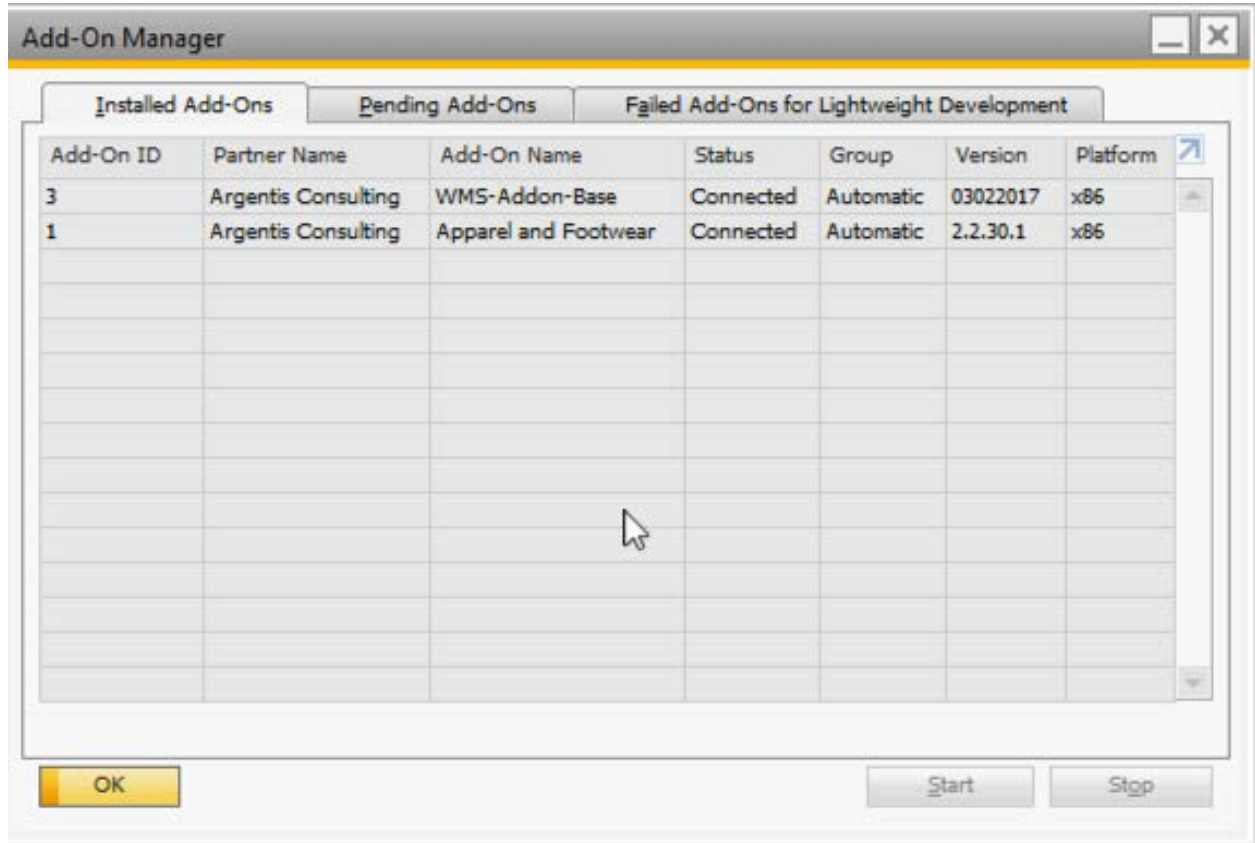 Add-On Manager
Installed Add-Ons Pending Add-Ons Failed Add-Ons for Lightweight Development
Add-On ID Partner Name Add-On Name Status Group Version Platform
3 Argentis Consulting WMS-Addon-Base Connected Automatic 03022017 x86
1 Argentis Consulting Apparel and Footwear Connected Automatic 2.2.30.1 x86
OK Start Stop